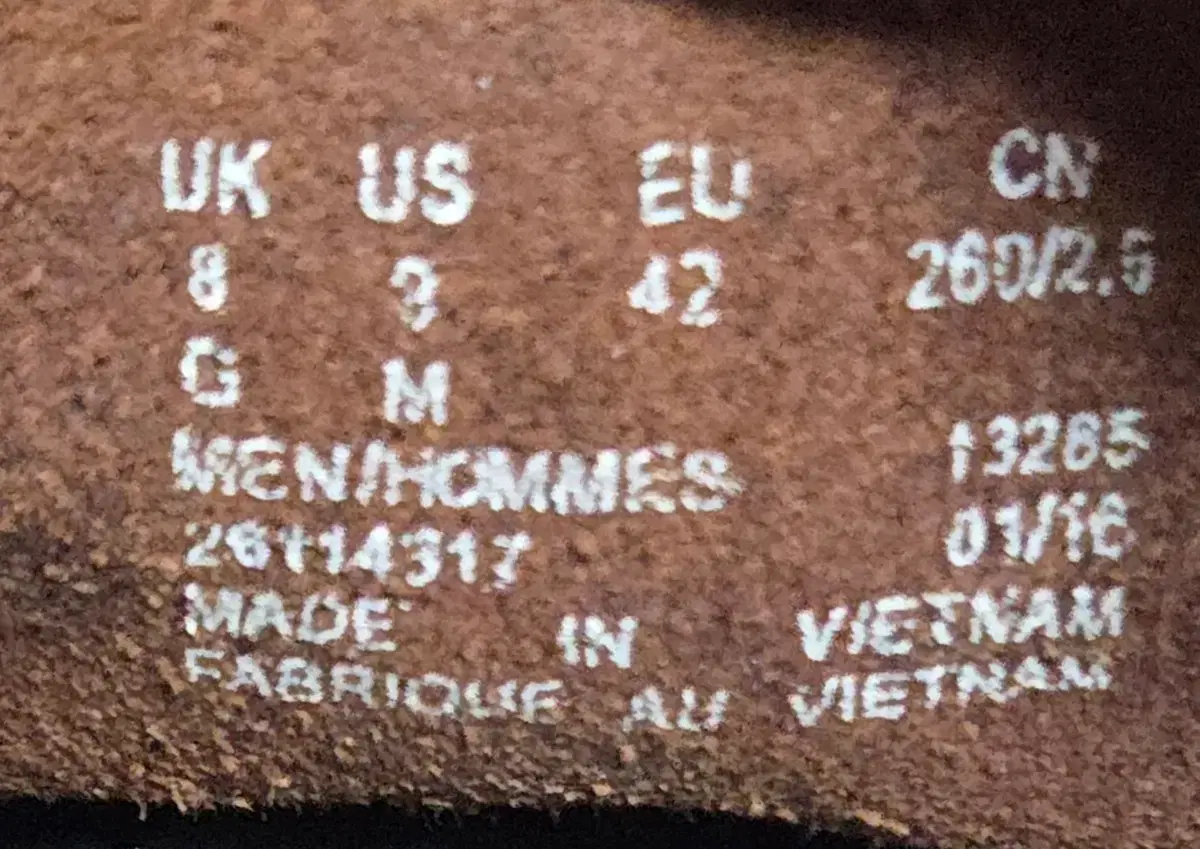 UK US EU CN
8 9 42 260/2.5
G M
MEN/HOMMES 13285
26114317 01/16
MADE IN VIETNAM
FABRIQUE AU VIETNAM